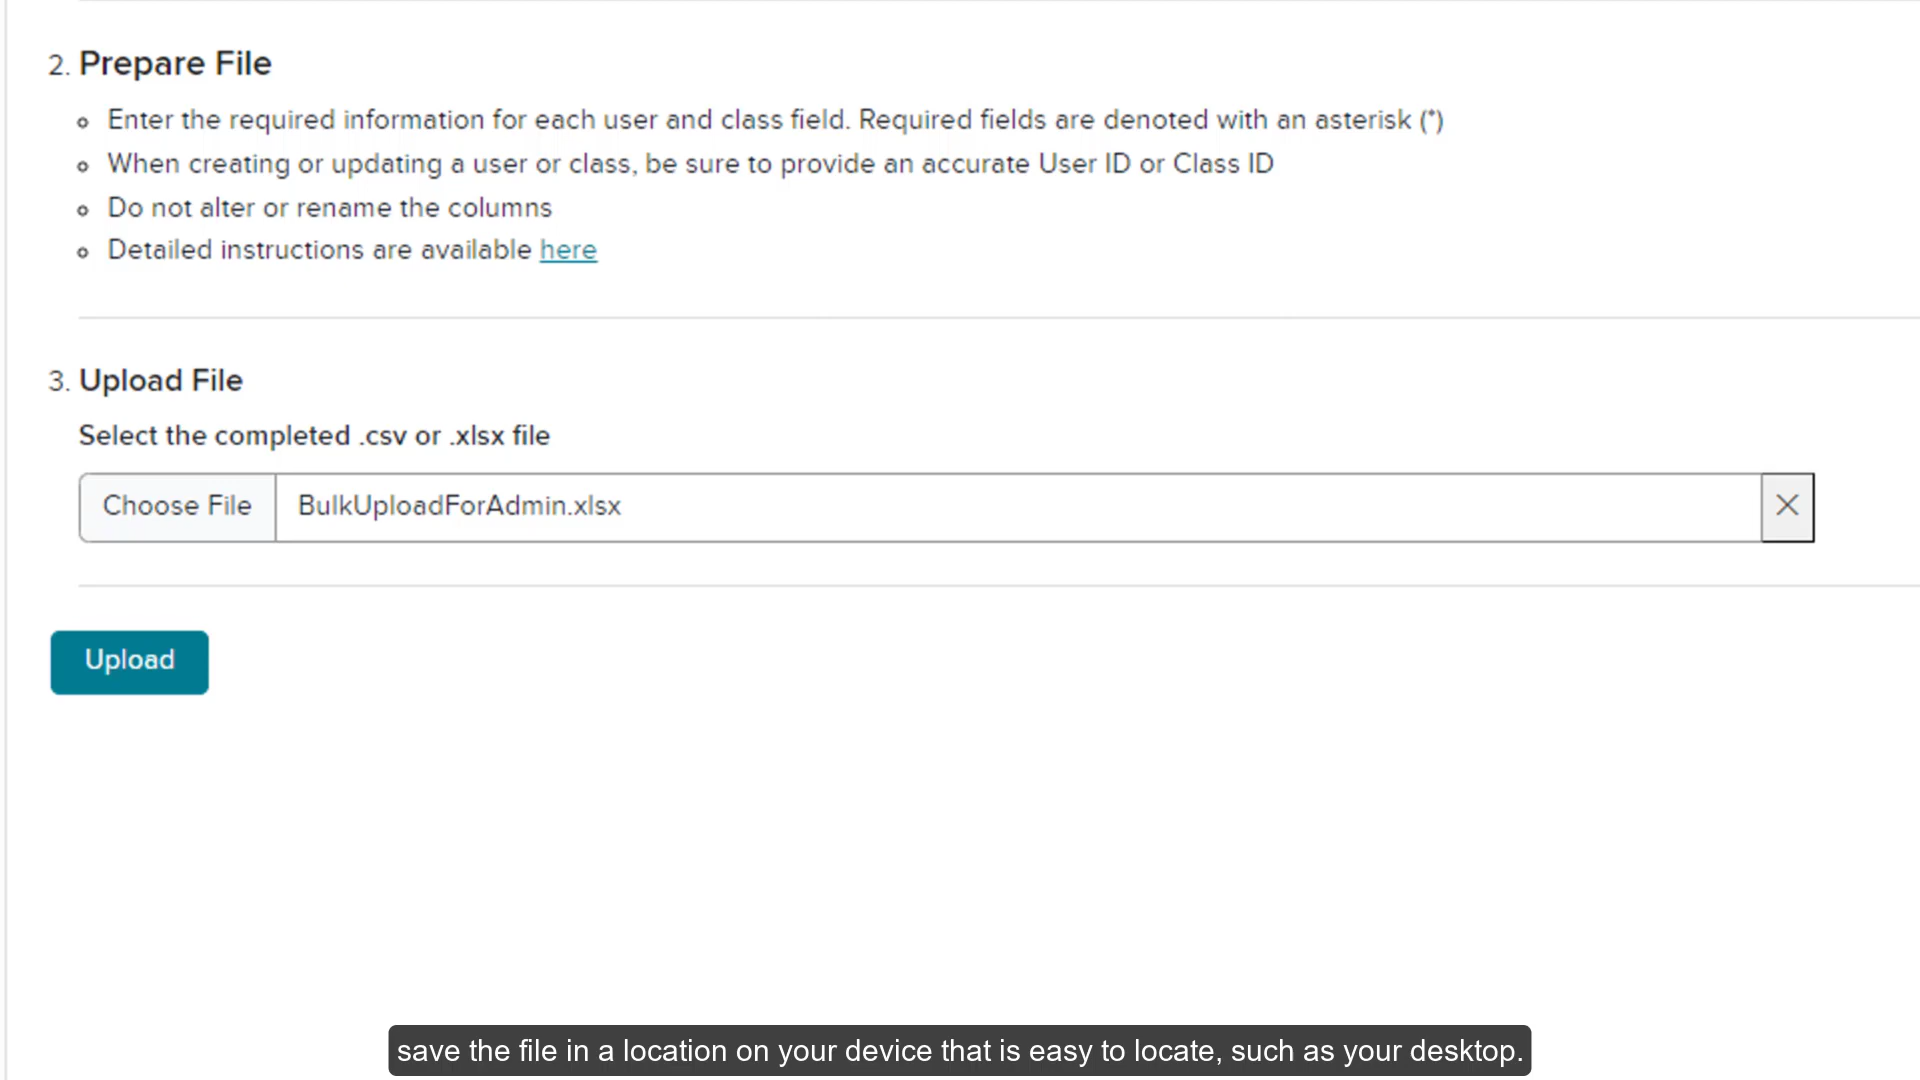 2. Prepare File
Enter the required information for each user and class field. Required fields are denoted with an asterisk (*)
When creating or updating a user or class, be sure to provide an accurate User ID or Class ID
Do not alter or rename the columns
Detailed instructions are available here
3. Upload File
Select the completed .csv or .xlsx file
Choose File BulkUploadForAdmin.xlsx
Upload
save the file in a location on your device that is easy to locate, such as your desktop.